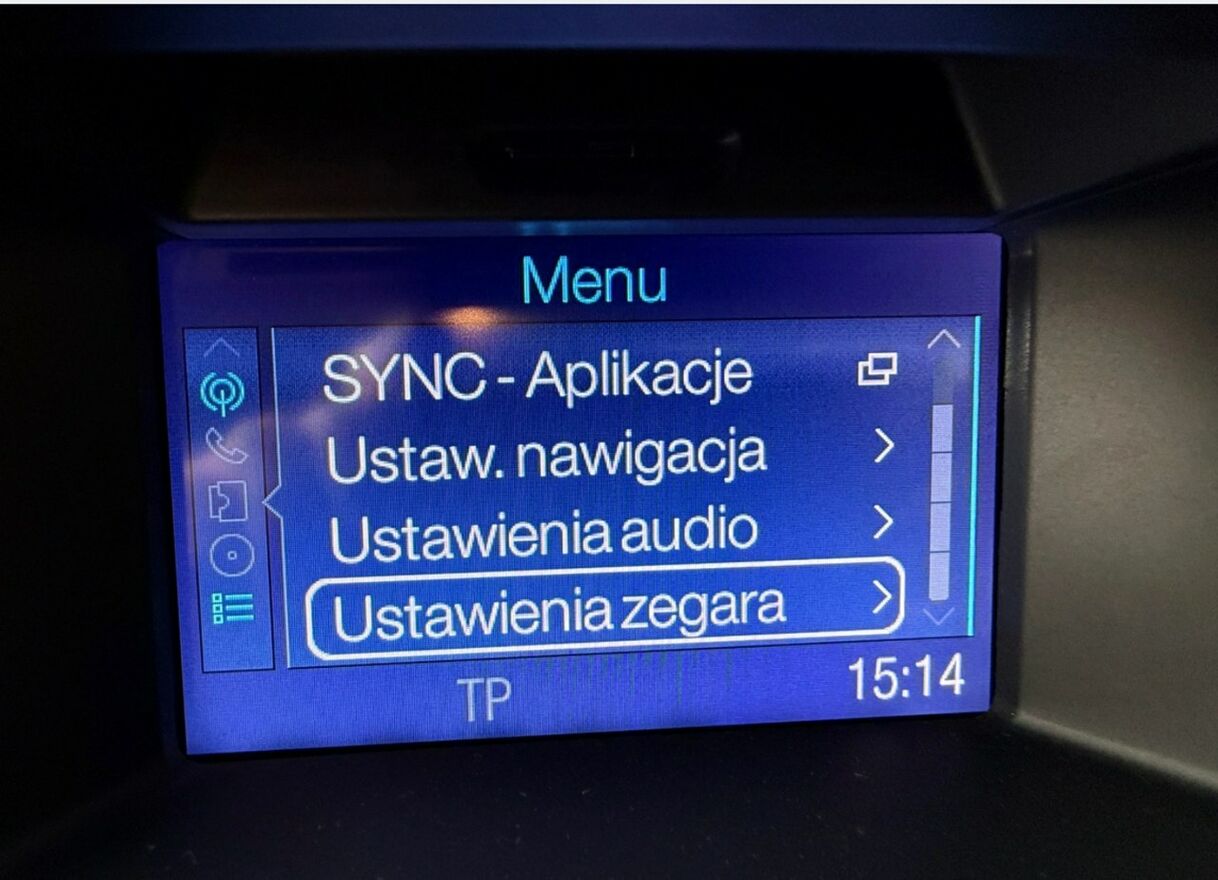 Menu
SYNC - Aplikacje
Ustaw. nawigacja
Ustawienia audio
Ustawienia zegara
TP
15:14